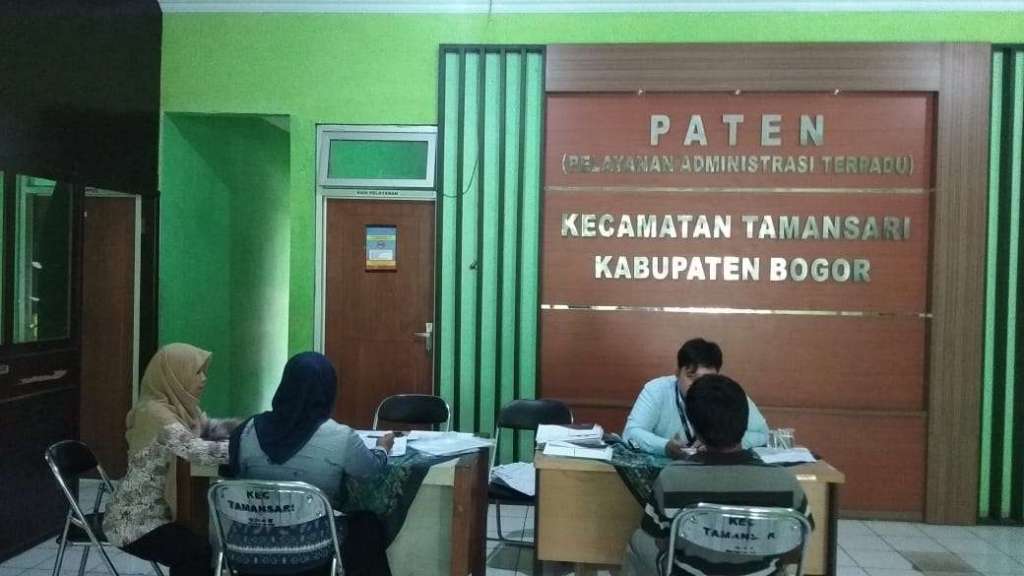 PATEN
(PELAYANAN ADMINISTRASI TERPADU)
KECAMATAN TAMANSARI
KABUPATEN BOGOR
KEC
TAMANSARI
KEC